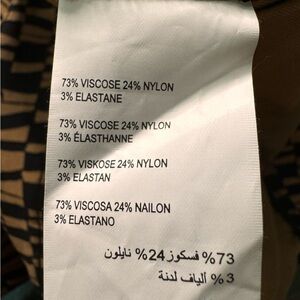 73% VISCOSE 24% NYLON
3% ELASTANE
73% VISCOSE 24% NYLON
3% ÉLASTHANNE
73% VISKOSE 24% NYLON
3% ELASTAN
73% VISCOSA 24% NAILON
3% ELASTANO
73% فسكوز 24% نايلون
3% ألياف لدنة